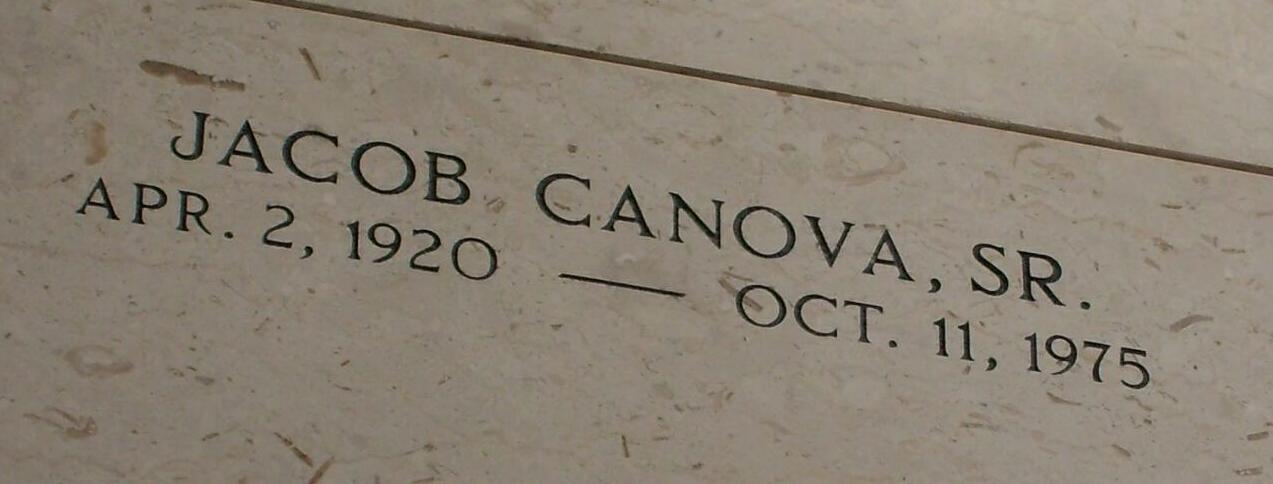 JACOB CANOVA, SR.
APR. 2, 1920 — OCT. 11, 1975